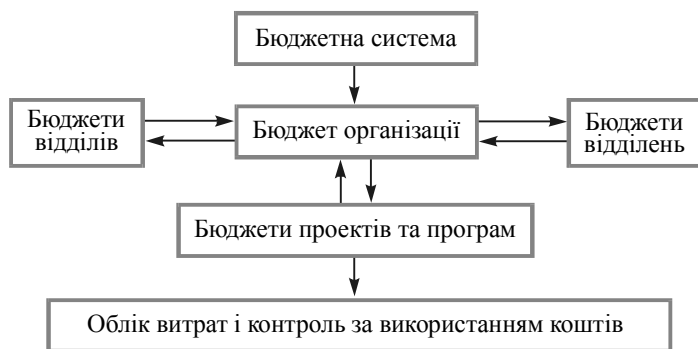 Бюджетна система
Бюджети
відділів
Бюджет організації
Бюджети
відділень
Бюджети проектів та програм
Облік витрат і контроль за використанням коштів